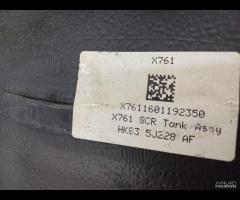 X761
X7611601192350
X761 SCR Tank Assy
HK83 5J228 AF